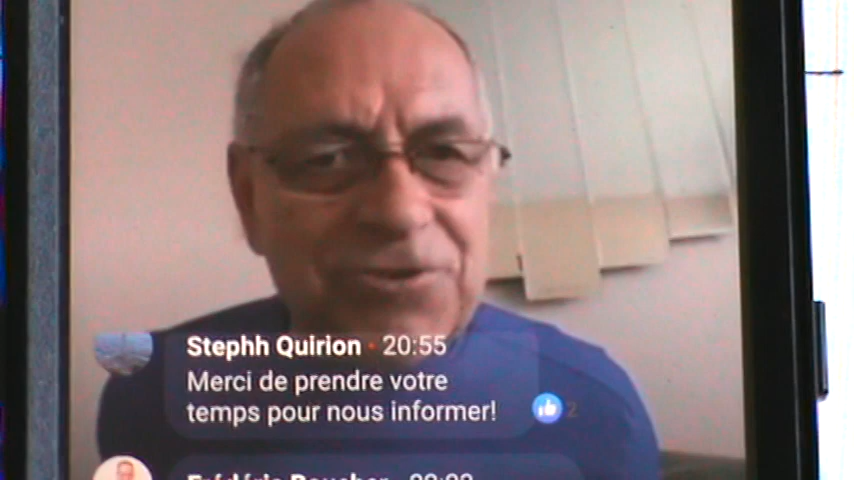 Stephh Quirion • 20:55
Merci de prendre votre
temps pour nous informer!
2